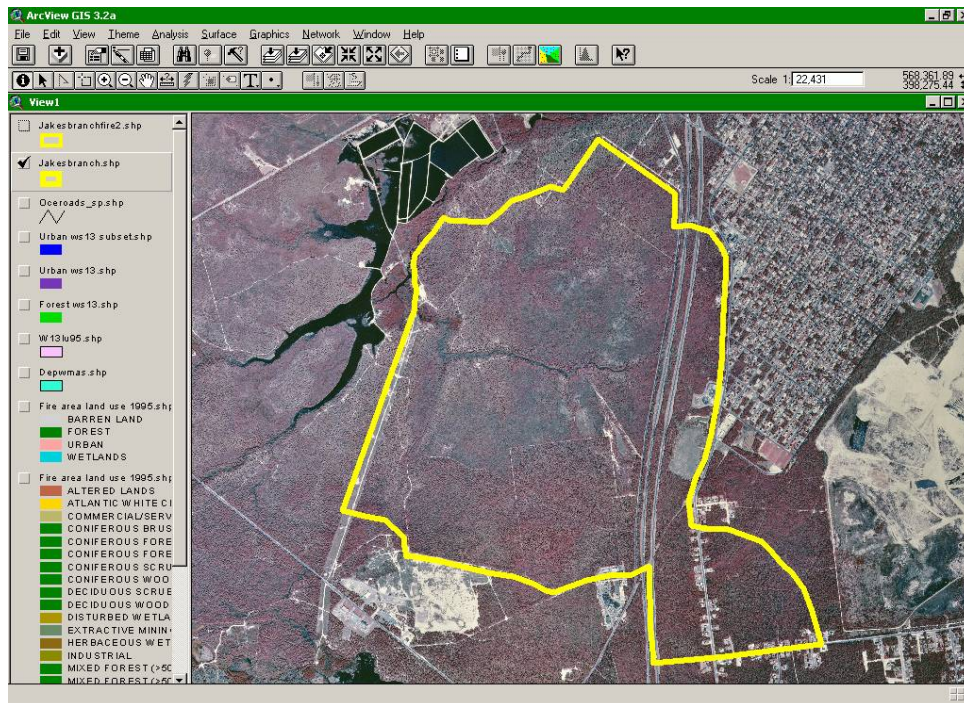 ArcView GIS 3.2a
File Edit View Theme Analysis Surface Graphics Network Window Help
Scale 1: 22,431
568,361.89
398,275.44
View1
Jakesbranchfire2.shp
Jakesbranch.shp
Oceroads_sp.shp
Urban ws13 subset.shp
Urban ws13.shp
Forest ws13.shp
W13lu95.shp
Depwmas.shp
Fire area land use 1995.shp
BARREN LAND
FOREST
URBAN
WETLANDS
Fire area land use 1995.shp
ALTERED LANDS
ATLANTIC WHITE CI
COMMERCIAL/SERV
CONIFEROUS BRUS
CONIFEROUS FORE
CONIFEROUS FORE
CONIFEROUS SCRU
CONIFEROUS WOO
DECIDUOUS SCRUE
DECIDUOUS WOOD
DISTURBED WETLA
EXTRACTIVE MININ
HERBACEOUS WET
INDUSTRIAL
MIXED FOREST (>50
MIXED FOREST (>50